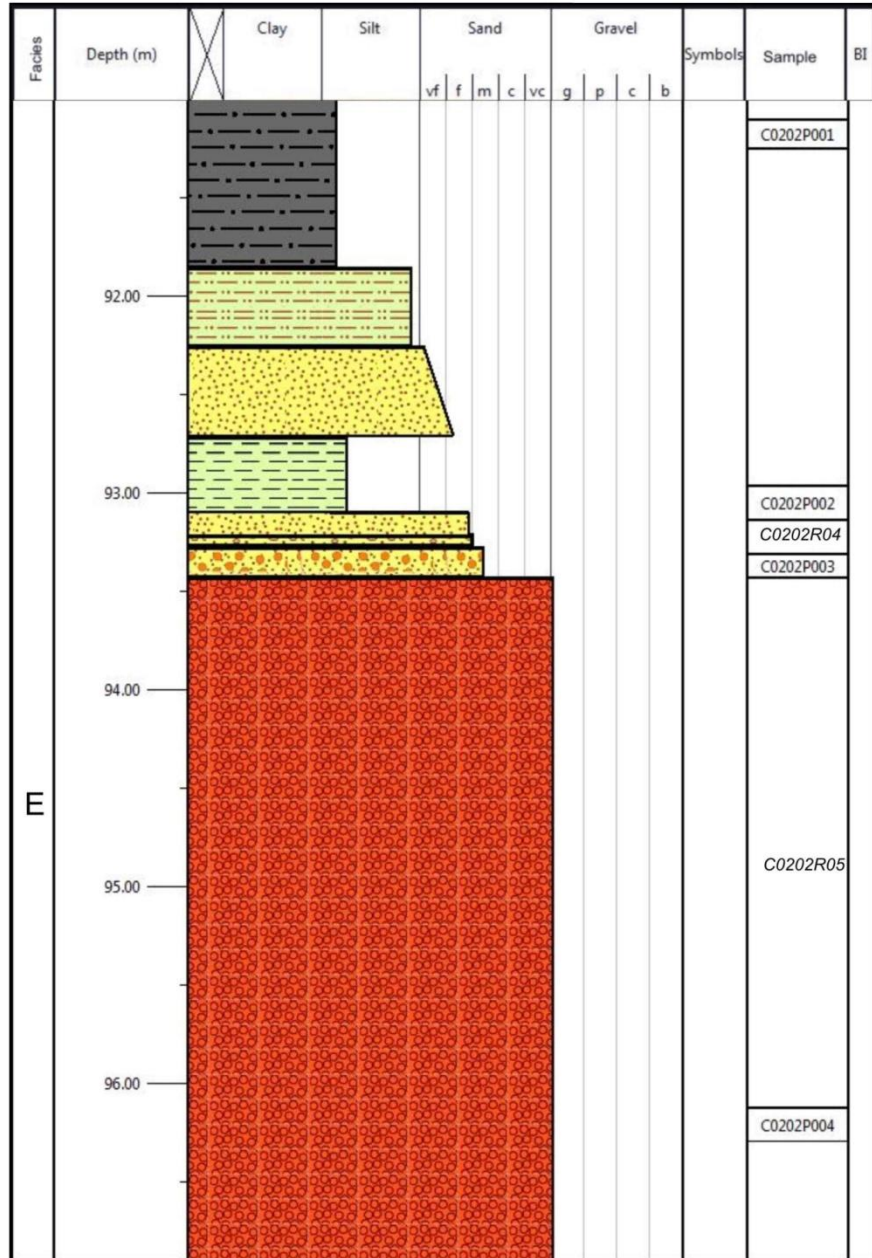 Facies
Depth (m)
Clay
Silt
Sand
Gravel
Symbols
Sample
BI
vf f m c vc g p c b
C0202P001
92.00
93.00
C0202P002
C0202R04
C0202P003
94.00
E
95.00
C0202R05
96.00
C0202P004